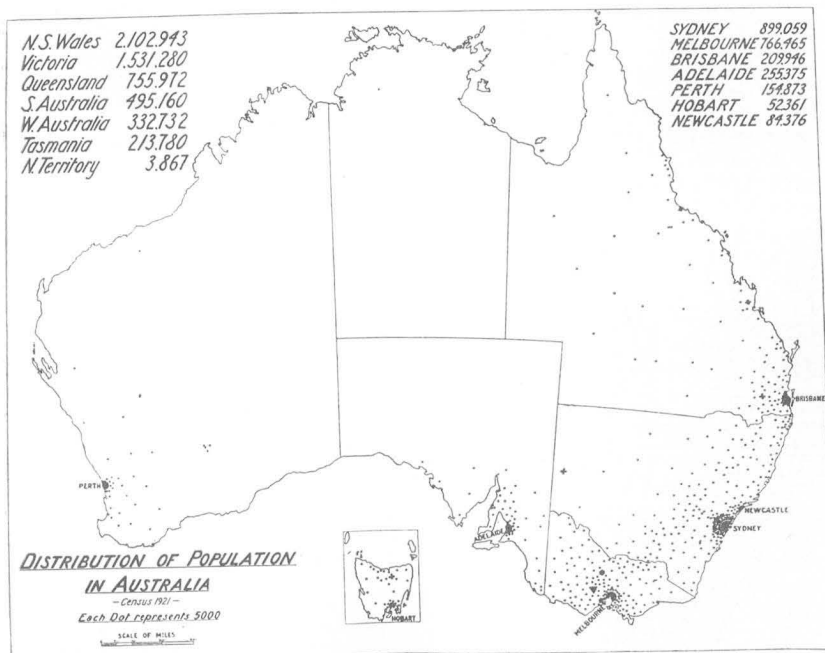 N.S.Wales 2.102.943
Victoria 1.531.280
Queensland 755.972
S.Australia 495.160
W.Australia 332.732
Tasmania 213.780
N.Territory 3.867
SYDNEY 899.059
MELBOURNE 766.465
BRISBANE 209.946
ADELAIDE 255.375
PERTH 154.873
HOBART 52.361
NEWCASTLE 84.376
BRISBANE
PERTH
NEWCASTLE
SYDNEY
ADELAIDE
MELBOURNE
HOBART
DISTRIBUTION OF POPULATION
IN AUSTRALIA
-Census 1921-
Each Dot represents 5000
SCALE OF MILES